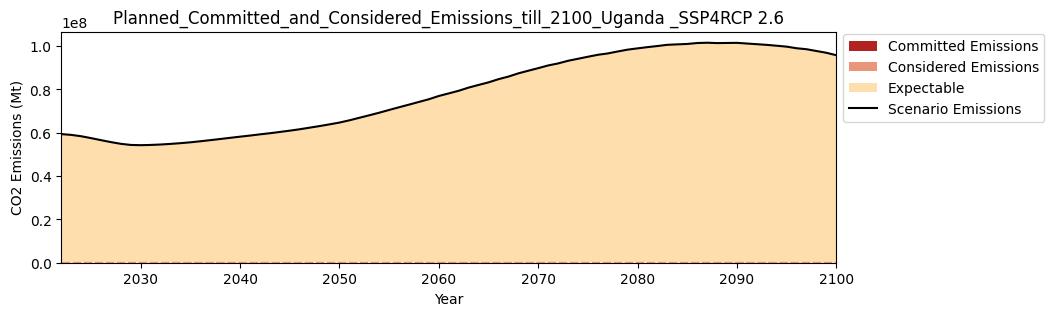 Planned_Committed_and_Considered_Emissions_till_2100_Uganda _SSP4RCP 2.6
1e8
1.0
0.8
0.6
0.4
0.2
0.0
CO2 Emissions (Mt)
2030 2040 2050 2060 2070 2080 2090 2100
Year
Committed Emissions
Considered Emissions
Expectable
Scenario Emissions